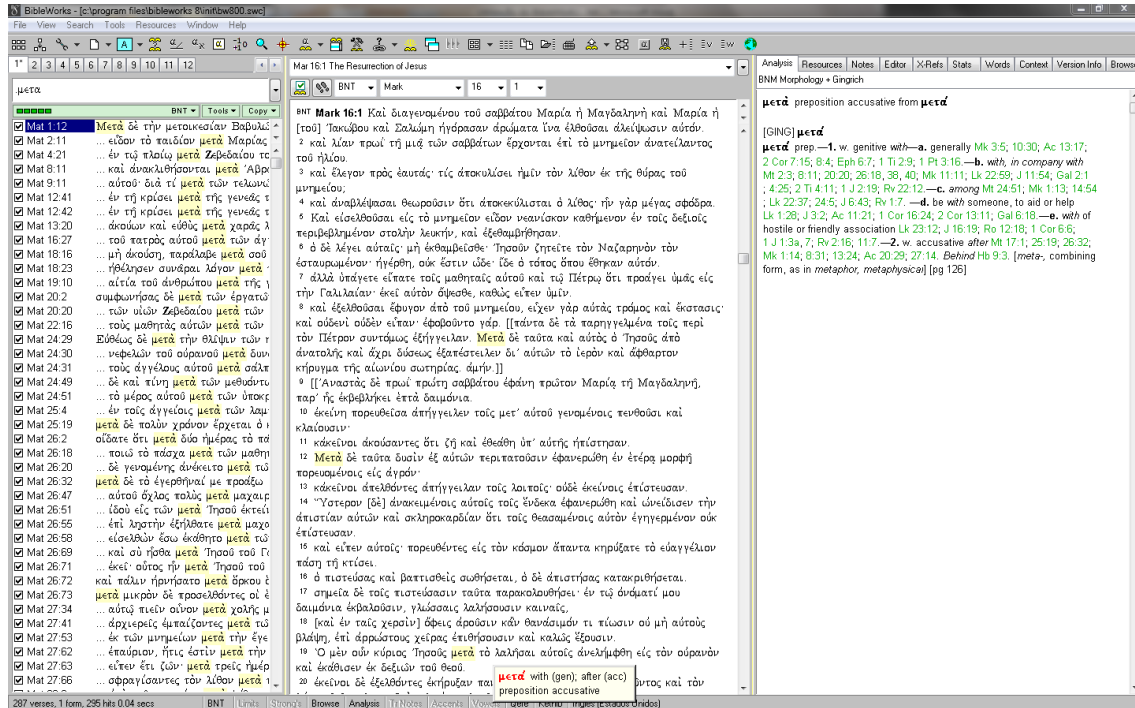 BibleWorks - [c:\program files\bibleworks 8\init\bw800.swc]
File View Search Tools Resources Window Help
1* 2 3 4 5 6 7 8 9 10 11 12
.μετα
BNT Tools Copy
Mat 1:12 Μετὰ δὲ τὴν μετοικεσίαν Βαβυλῶ
Mat 2:11 ... εἶδον τὸ παιδίον μετὰ Μαρίας
Mat 4:21 ... ἐν τῷ πλοίῳ μετὰ Ζεβεδαίου το
Mat 8:11 ... καὶ ἀνακλιθήσονται μετὰ Ἀβρα
Mat 9:11 ... αὐτοῦ· διὰ τί μετὰ τῶν τελωνῶ
Mat 12:41 ... ἐν τῇ κρίσει μετὰ τῆς γενεᾶς τ
Mat 12:42 ... ἐν τῇ κρίσει μετὰ τῆς γενεᾶς τ
Mat 13:20 ... ἀκούων καὶ εὐθὺς μετὰ χαρᾶς λ
Mat 16:27 ... τοῦ πατρὸς αὐτοῦ μετὰ τῶν ἀγ
Mat 18:16 ... μὴ ἀκούσῃ, παράλαβε μετὰ σοῦ
Mat 18:23 ... ἠθέλησεν συνᾶραι λόγον μετὰ
Mat 19:10 ... αἰτία τοῦ ἀνθρώπου μετὰ τῆς γ
Mat 20:2 συμφωνήσας δὲ μετὰ τῶν ἐργατῶ
Mat 20:20 ... τῶν υἱῶν Ζεβεδαίου μετὰ τῶν
Mat 22:16 ... τοὺς μαθητὰς αὐτῶν μετὰ τῶν
Mat 24:29 Εὐθέως δὲ μετὰ τὴν θλῖψιν τῶν
Mat 24:30 ... νεφελῶν τοῦ οὐρανοῦ μετὰ δυν
Mat 24:31 ... τοὺς ἀγγέλους αὐτοῦ μετὰ σάλπ
Mat 24:49 ... δὲ καὶ πίνῃ μετὰ τῶν μεθυόντω
Mat 24:51 ... τὸ μέρος αὐτοῦ μετὰ τῶν ὑποκρ
Mat 25:4 ... ἐν τοῖς ἀγγείοις μετὰ τῶν λαμ
Mat 25:19 μετὰ δὲ πολὺν χρόνον ἔρχεται ὁ
Mat 26:2 οἴδατε ὅτι μετὰ δύο ἡμέρας τὸ πά
Mat 26:18 ... ποιῶ τὸ πάσχα μετὰ τῶν μαθη
Mat 26:20 ... δὲ γενομένης ἀνέκειτο μετὰ τῶ
Mat 26:32 μετὰ δὲ τὸ ἐγερθῆναί με προάξω
Mat 26:47 ... αὐτοῦ ὄχλος πολὺς μετὰ μαχαιρ
Mat 26:51 ... ἰδοὺ εἷς τῶν μετὰ Ἰησοῦ ἐκτεί
Mat 26:55 ... ἐπὶ λῃστὴν ἐξήλθατε μετὰ μαχα
Mat 26:58 ... εἰσελθὼν ἔσω ἐκάθητο μετὰ τῶ
Mat 26:69 ... καὶ σὺ ἦσθα μετὰ Ἰησοῦ τοῦ Γα
Mat 26:71 ... ἐκεῖ· οὗτος ἦν μετὰ Ἰησοῦ τοῦ
Mat 26:72 καὶ πάλιν ἠρνήσατο μετὰ ὅρκου
Mat 26:73 μετὰ μικρὸν δὲ προσελθόντες οἱ
Mat 27:34 ... αὐτῷ πιεῖν οἶνον μετὰ χολῆς μ
Mat 27:41 ... ἀρχιερεῖς ἐμπαίζοντες μετὰ τῶ
Mat 27:53 ... ἐκ τῶν μνημείων μετὰ τὴν ἔγε
Mat 27:62 ... ἐπαύριον, ἥτις ἐστὶν μετὰ τὴν
Mat 27:63 ... εἶπεν ἔτι ζῶν· μετὰ τρεῖς ἡμέρ
Mat 27:66 ... σφραγίσαντες τὸν λίθον μετὰ
Mar 16:1 The Resurrection of Jesus
BNT Mark 16 1
BNT Mark 16:1 Καὶ διαγενομένου τοῦ σαββάτου Μαρία ἡ Μαγδαληνὴ καὶ Μαρία ἡ
[τοῦ] Ἰακώβου καὶ Σαλώμη ἠγόρασαν ἀρώματα ἵνα ἐλθοῦσαι ἀλείψωσιν αὐτόν.
2 καὶ λίαν πρωῒ τῇ μιᾷ τῶν σαββάτων ἔρχονται ἐπὶ τὸ μνημεῖον ἀνατείλαντος
τοῦ ἡλίου.
3 καὶ ἔλεγον πρὸς ἑαυτάς· τίς ἀποκυλίσει ἡμῖν τὸν λίθον ἐκ τῆς θύρας τοῦ
μνημείου;
4 καὶ ἀναβλέψασαι θεωροῦσιν ὅτι ἀποκεκύλισται ὁ λίθος· ἦν γὰρ μέγας σφόδρα.
5 Καὶ εἰσελθοῦσαι εἰς τὸ μνημεῖον εἶδον νεανίσκον καθήμενον ἐν τοῖς δεξιοῖς
περιβεβλημένον στολὴν λευκήν, καὶ ἐξεθαμβήθησαν.
6 ὁ δὲ λέγει αὐταῖς· μὴ ἐκθαμβεῖσθε· Ἰησοῦν ζητεῖτε τὸν Ναζαρηνὸν τὸν
ἐσταυρωμένον· ἠγέρθη, οὐκ ἔστιν ὧδε· ἴδε ὁ τόπος ὅπου ἔθηκαν αὐτόν.
7 ἀλλὰ ὑπάγετε εἴπατε τοῖς μαθηταῖς αὐτοῦ καὶ τῷ Πέτρῳ ὅτι προάγει ὑμᾶς εἰς
τὴν Γαλιλαίαν· ἐκεῖ αὐτὸν ὄψεσθε, καθὼς εἶπεν ὑμῖν.
8 καὶ ἐξελθοῦσαι ἔφυγον ἀπὸ τοῦ μνημείου, εἶχεν γὰρ αὐτὰς τρόμος καὶ ἔκστασις·
καὶ οὐδενὶ οὐδὲν εἶπαν· ἐφοβοῦντο γάρ. [[πάντα δὲ τὰ παρηγγελμένα τοῖς περὶ
τὸν Πέτρον συντόμως ἐξήγγειλαν. Μετὰ δὲ ταῦτα καὶ αὐτὸς ὁ Ἰησοῦς ἀπὸ
ἀνατολῆς καὶ ἄχρι δύσεως ἐξαπέστειλεν δι᾽ αὐτῶν τὸ ἱερὸν καὶ ἄφθαρτον
κήρυγμα τῆς αἰωνίου σωτηρίας. ἀμήν.]]
9 [[Ἀναστὰς δὲ πρωῒ πρώτῃ σαββάτου ἐφάνη πρῶτον Μαρίᾳ τῇ Μαγδαληνῇ,
παρ᾽ ἧς ἐκβεβλήκει ἑπτὰ δαιμόνια.
10 ἐκείνη πορευθεῖσα ἀπήγγειλεν τοῖς μετ᾽ αὐτοῦ γενομένοις πενθοῦσι καὶ
κλαίουσιν·
11 κἀκεῖνοι ἀκούσαντες ὅτι ζῇ καὶ ἐθεάθη ὑπ᾽ αὐτῆς ἠπίστησαν.
12 Μετὰ δὲ ταῦτα δυσὶν ἐξ αὐτῶν περιπατοῦσιν ἐφανερώθη ἐν ἑτέρᾳ μορφῇ
πορευομένοις εἰς ἀγρόν·
13 κἀκεῖνοι ἀπελθόντες ἀπήγγειλαν τοῖς λοιποῖς· οὐδὲ ἐκείνοις ἐπίστευσαν.
14 Ὕστερον [δὲ] ἀνακειμένοις αὐτοῖς τοῖς ἕνδεκα ἐφανερώθη καὶ ὠνείδισεν τὴν
ἀπιστίαν αὐτῶν καὶ σκληροκαρδίαν ὅτι τοῖς θεασαμένοις αὐτὸν ἐγηγερμένον οὐκ
ἐπίστευσαν.
15 καὶ εἶπεν αὐτοῖς· πορευθέντες εἰς τὸν κόσμον ἅπαντα κηρύξατε τὸ εὐαγγέλιον
πάσῃ τῇ κτίσει.
16 ὁ πιστεύσας καὶ βαπτισθεὶς σωθήσεται, ὁ δὲ ἀπιστήσας κατακριθήσεται.
17 σημεῖα δὲ τοῖς πιστεύσασιν ταῦτα παρακολουθήσει· ἐν τῷ ὀνόματί μου
δαιμόνια ἐκβαλοῦσιν, γλώσσαις λαλήσουσιν καιναῖς,
18 [καὶ ἐν ταῖς χερσὶν] ὄφεις ἀροῦσιν κἂν θανάσιμόν τι πίωσιν οὐ μὴ αὐτοὺς
βλάψῃ, ἐπὶ ἀρρώστους χεῖρας ἐπιθήσουσιν καὶ καλῶς ἕξουσιν.
19 Ὁ μὲν οὖν κύριος Ἰησοῦς μετὰ τὸ λαλῆσαι αὐτοῖς ἀνελήμφθη εἰς τὸν οὐρανὸν
καὶ ἐκάθισεν ἐκ δεξιῶν τοῦ θεοῦ.
20 ἐκεῖνοι δὲ ἐξελθόντες ἐκήρυξαν παν οντος καὶ τὸν
μετά with (gen); after (acc)
preposition accusative
Analysis Resources Notes Editor X-Refs Stats Words Context Version Info Brows
BNM Morphology + Gingrich
μετὰ preposition accusative from μετά
[GING] μετά
μετά prep.—1. w. genitive with—a. generally Mk 3:5; 10:30; Ac 13:17;
2 Cor 7:15; 8:4; Eph 6:7; 1 Ti 2:9; 1 Pt 3:16.—b. with, in company with
Mt 2:3; 8:11; 20:20; 26:18, 38, 40; Mk 11:11; Lk 22:59; J 11:54; Gal 2:1
; 4:25; 2 Ti 4:11; 1 J 2:19; Rv 22:12.—c. among Mt 24:51; Mk 1:13; 14:54
; Lk 22:37; 24:5; J 6:43; Rv 1:7. —d. be with someone, to aid or help
Lk 1:28; J 3:2; Ac 11:21; 1 Cor 16:24; 2 Cor 13:11; Gal 6:18.—e. with of
hostile or friendly association Lk 23:12; J 16:19; Ro 12:18; 1 Cor 6:6;
1 J 1:3a, 7; Rv 2:16; 11:7.—2. w. accusative after Mt 17:1; 25:19; 26:32;
Mk 1:14; 8:31; 13:24; Ac 20:29; 27:14. Behind Hb 9:3. [meta-, combining
form, as in metaphor, metaphysical] [pg 126]
287 verses, 1 form, 295 hits 0.04 secs BNT Limits Strong's Browse Analysis Ti Notes Accents Vowels Gene Kethib Inglês (Estados Unidos)